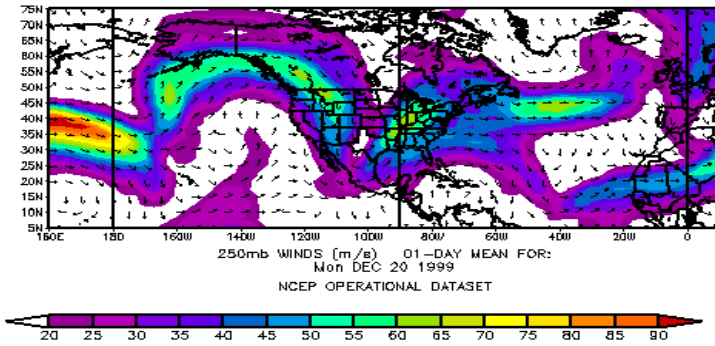 75N
70N
65N
60N
55N
50N
45N
40N
35N
30N
25N
20N
15N
10N
5N
160E 180 160W 140W 120W 100W 80W 60W 40W 20W 0
250mb WINDS (m/s) 01-DAY MEAN FOR:
Mon DEC 20 1999
NCEP OPERATIONAL DATASET
20 25 30 35 40 45 50 55 60 65 70 75 80 85 90